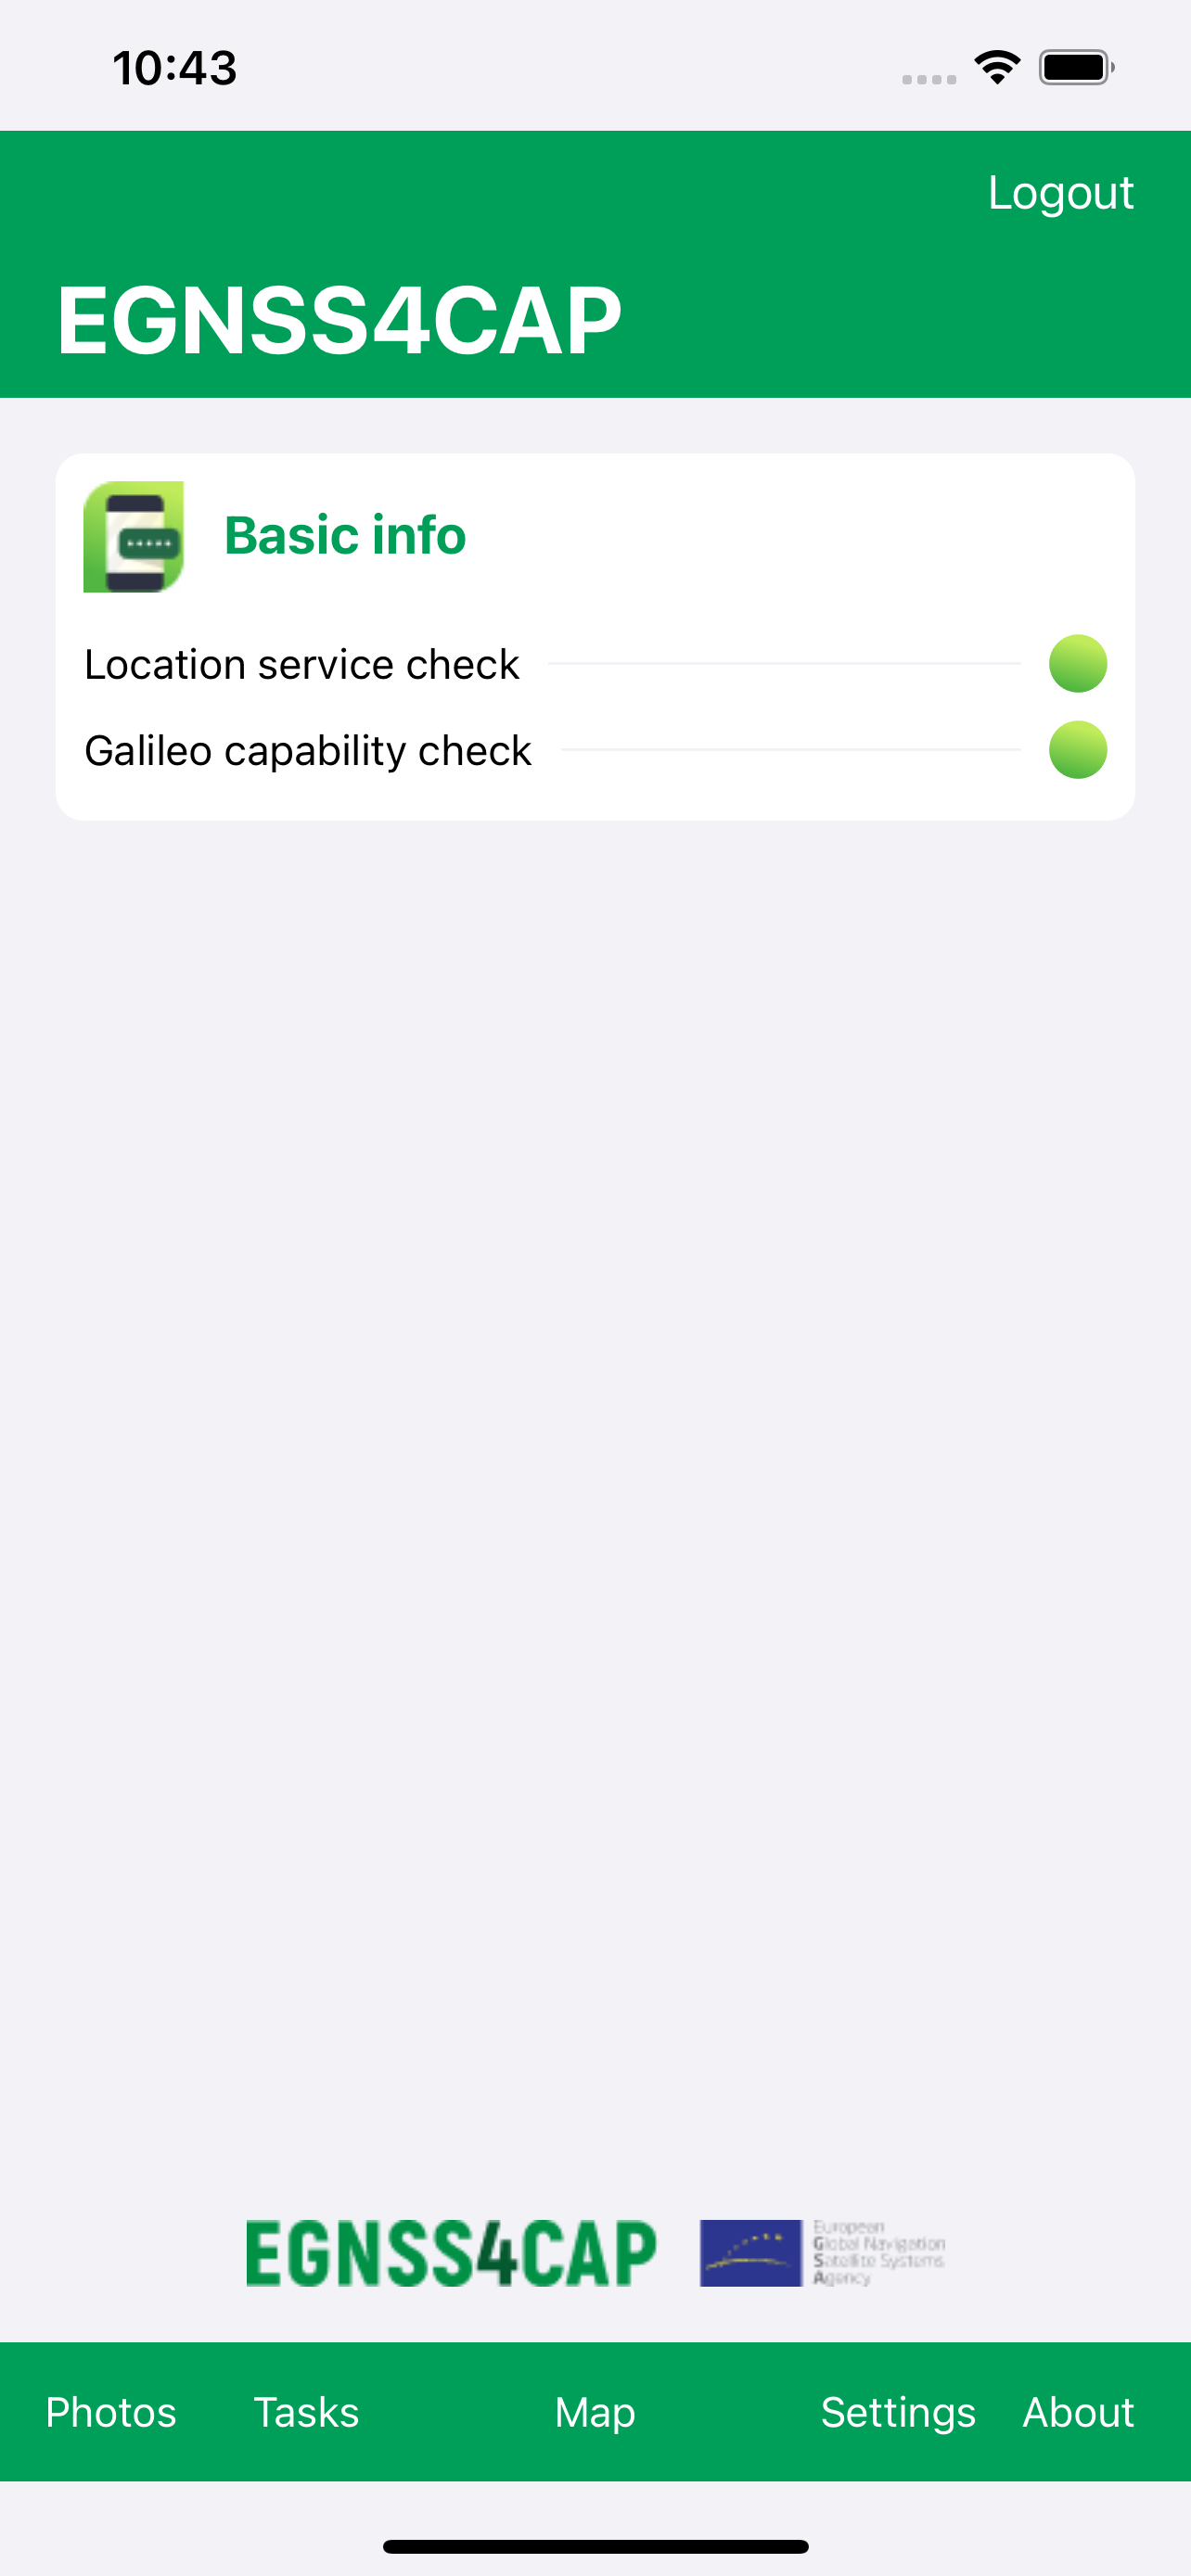 10:43
Logout
EGNSS4CAP
Basic info
Location service check
Galileo capability check
EGNSS4CAP
European
Global Navigation
Satellite Systems
Agency
Photos Tasks Map Settings About